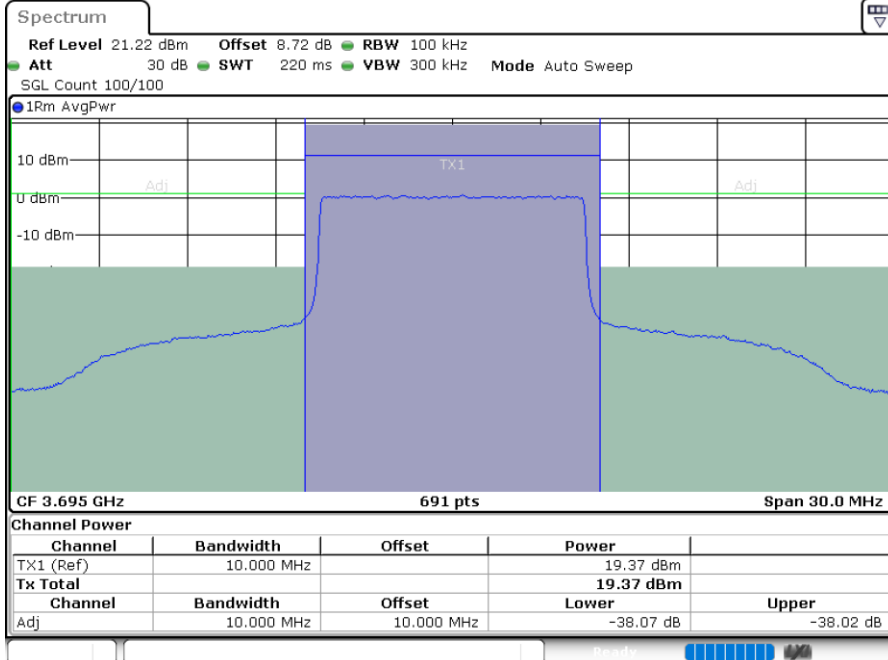 Spectrum
Ref Level 21.22 dBm Offset 8.72 dB RBW 100 kHz
Att 30 dB SWT 220 ms VBW 300 kHz Mode Auto Sweep
SGL Count 100/100
1Rm AvgPwr
10 dBm
TX1
Adj Adj
0 dBm
-10 dBm
CF 3.695 GHz 691 pts Span 30.0 MHz
Channel Power
Channel Bandwidth Offset Power
TX1 (Ref) 10.000 MHz 19.37 dBm
Tx Total 19.37 dBm
Channel Bandwidth Offset Lower Upper
Adj 10.000 MHz 10.000 MHz -38.07 dB -38.02 dB
Ready